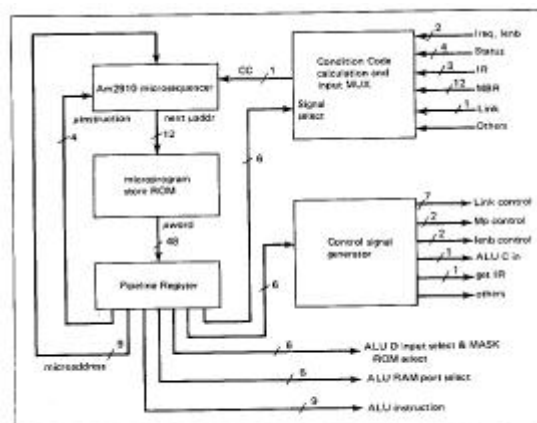 2
Ireq, Ienb
4
Status
3
IR
12
MBR
1
Link
Others
Condition Code
calculation and
input MUX
Signal
select
CC
1
Am2910 microsequencer
µinstruction
next µaddr
4
12
6
microprogram
store ROM
µword
48
Pipeline Register
Control signal
generator
7
Link control
2
Mp control
2
Ienb control
1
ALU C in
1
get IR
others
6
9
microaddress
6
ALU D input select & MASK
ROM select
ALU RAM port select
9
ALU instruction